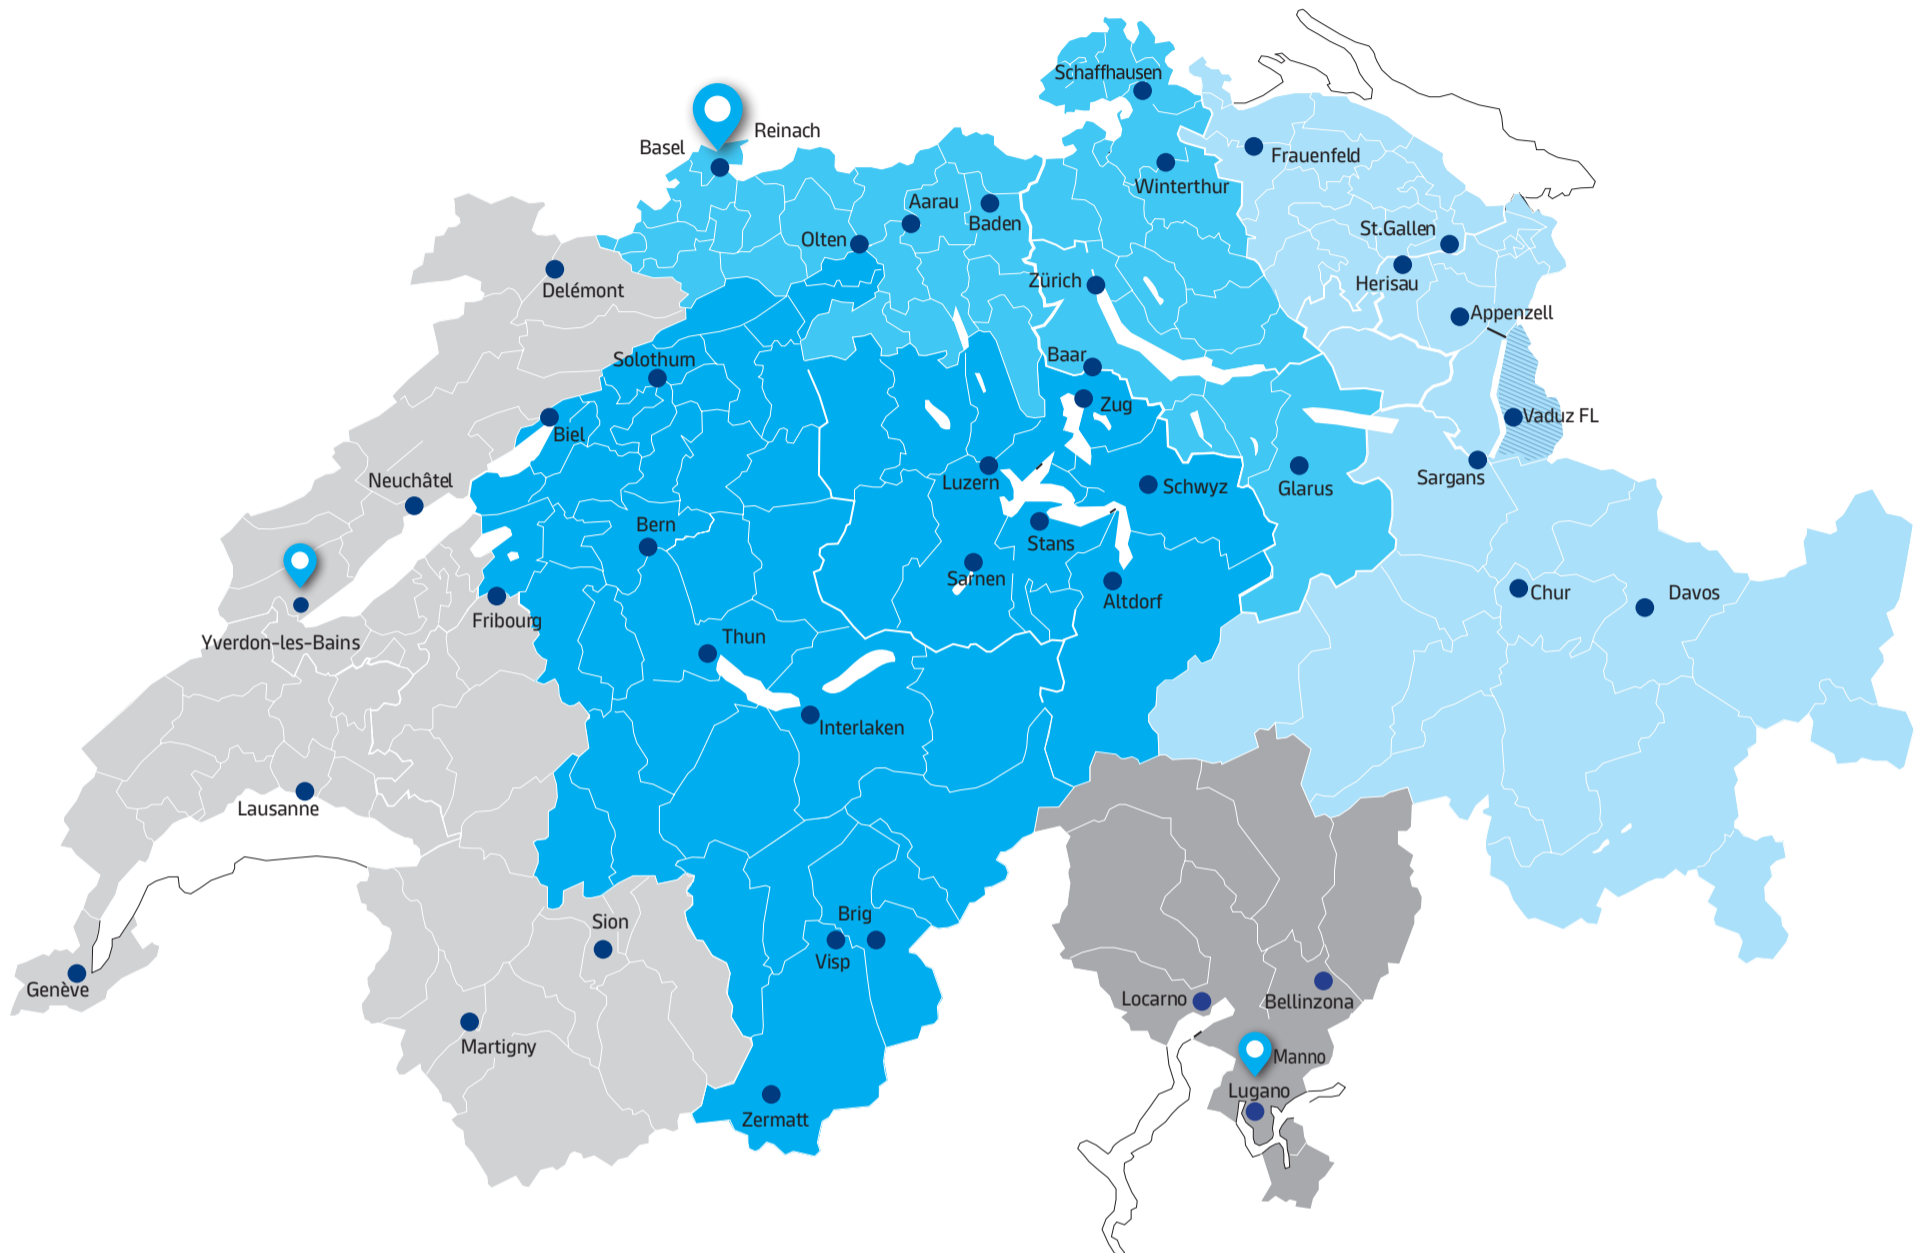 Schaffhausen
Reinach
Basel
Frauenfeld
Winterthur
Aarau
Baden
Olten
St.Gallen
Herisau
Zürich
Delémont
Appenzell
Baar
Solothurn
Zug
Vaduz FL
Biel
Neuchâtel
Luzern
Schwyz
Glarus
Sargans
Bern
Stans
Sarnen
Altdorf
Chur
Davos
Fribourg
Yverdon-les-Bains
Thun
Interlaken
Lausanne
Sion
Brig
Visp
Genève
Locarno
Bellinzona
Martigny
Manno
Lugano
Zermatt